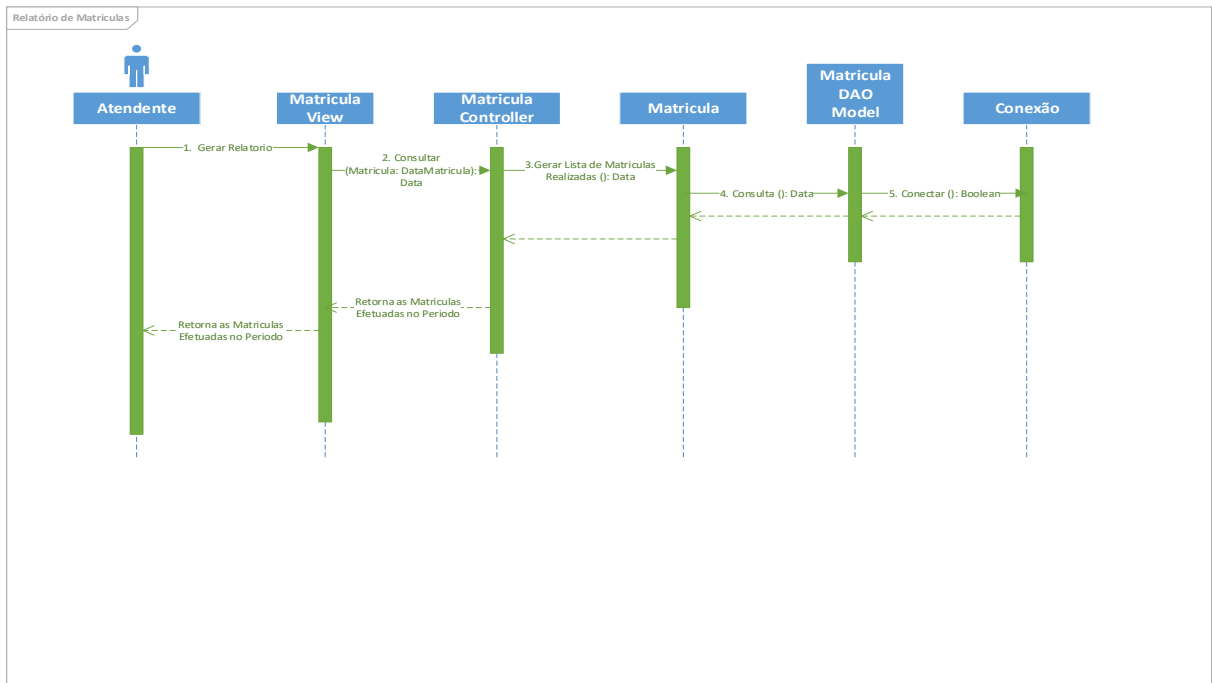 Relatório de Matriculas
Atendente
Matricula
View
Matricula
Controller
Matricula
Matricula
DAO
Model
Conexão
1. Gerar Relatorio
2. Consultar
(Matricula: DataMatricula):
Data
3.Gerar Lista de Matriculas
Realizadas (): Data
4. Consulta (): Data
5. Conectar (): Boolean
Retorna as Matriculas
Efetuadas no Periodo
Retorna as Matriculas
Efetuadas no Periodo